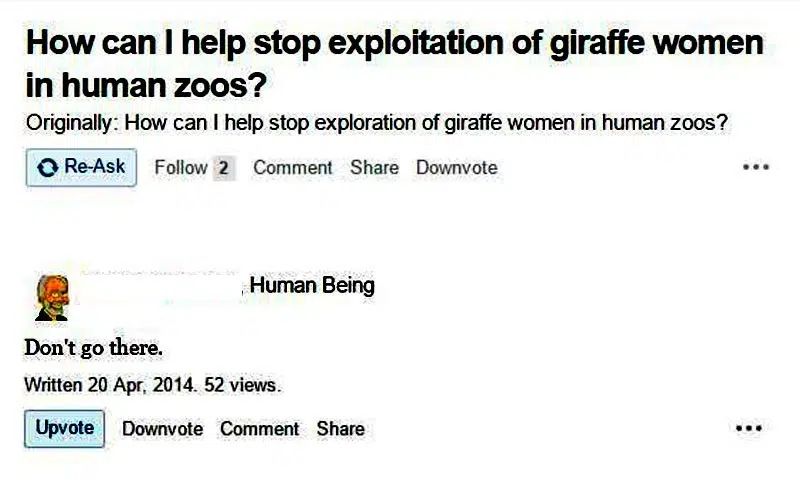 How can I help stop exploitation of giraffe women
in human zoos?
Originally: How can I help stop exploration of giraffe women in human zoos?
Re-Ask Follow 2 Comment Share Downvote •••
, Human Being
Don't go there.
Written 20 Apr, 2014. 52 views.
Upvote Downvote Comment Share •••